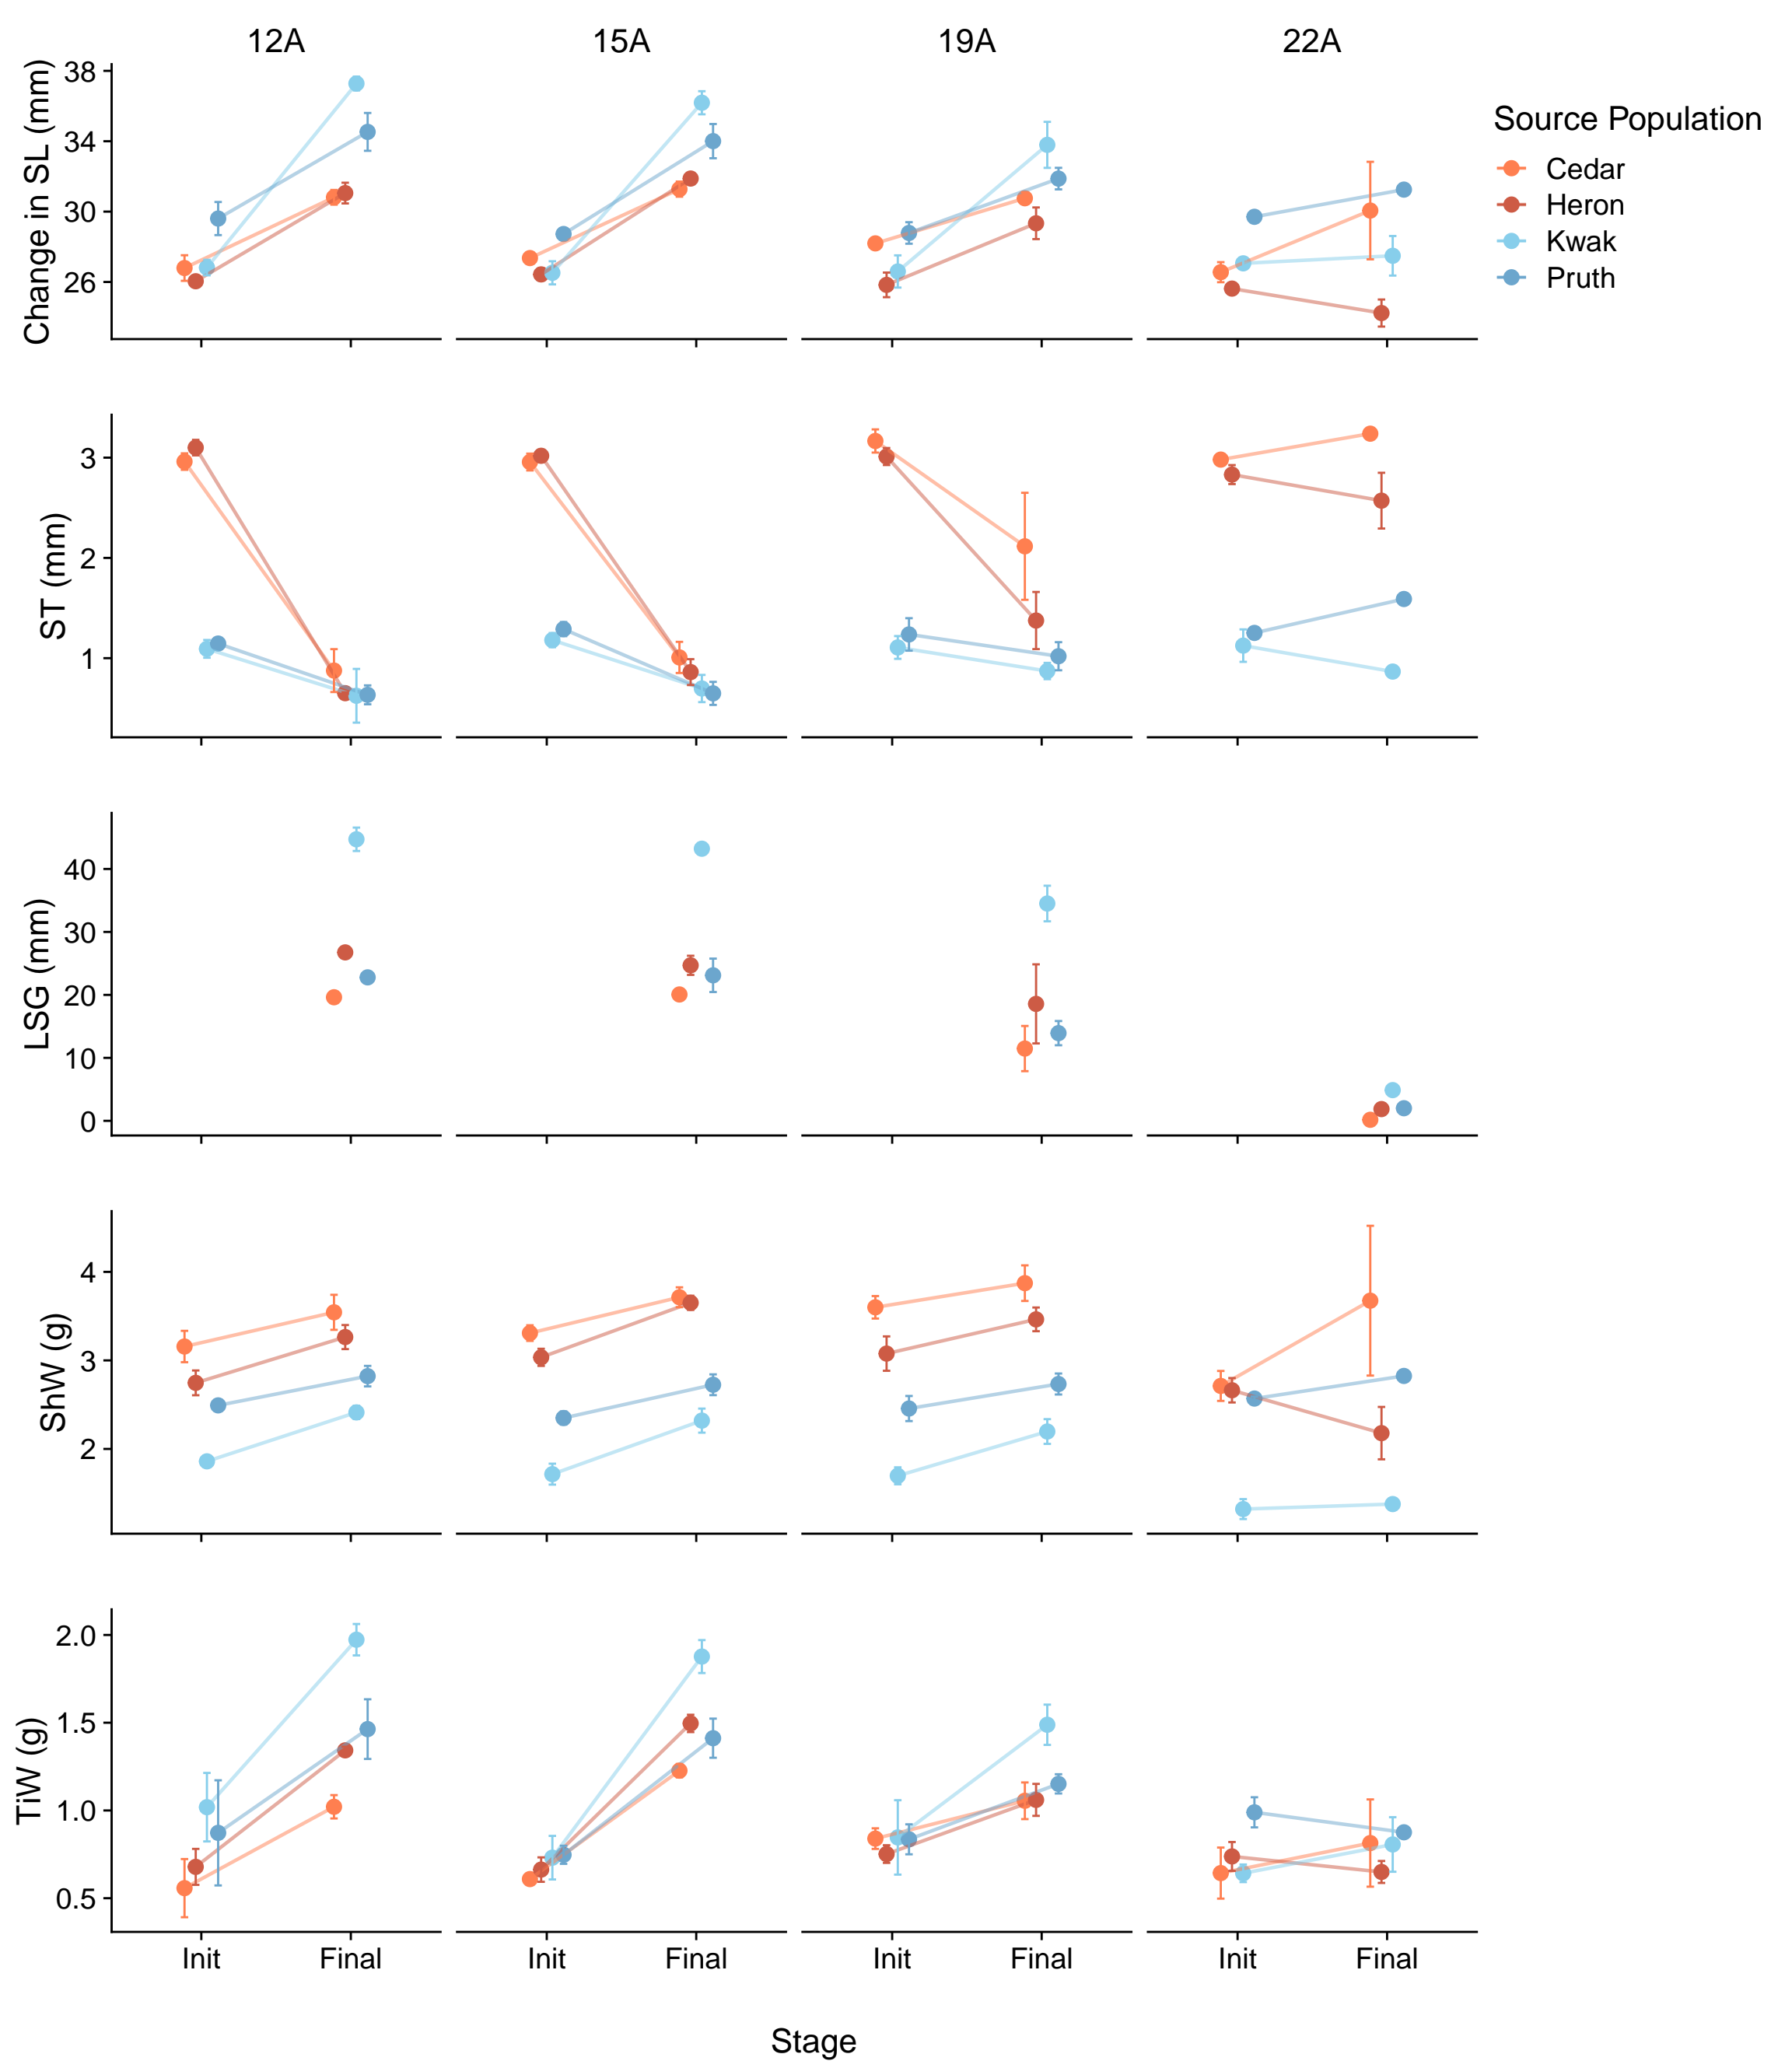 12A 15A 19A 22A
Change in SL (mm)
38
34
30
26
Source Population
Cedar
Heron
Kwak
Pruth
ST (mm)
3
2
1
LSG (mm)
40
30
20
10
0
ShW (g)
4
3
2
TiW (g)
2.0
1.5
1.0
0.5
Init Final Init Final Init Final Init Final
Stage